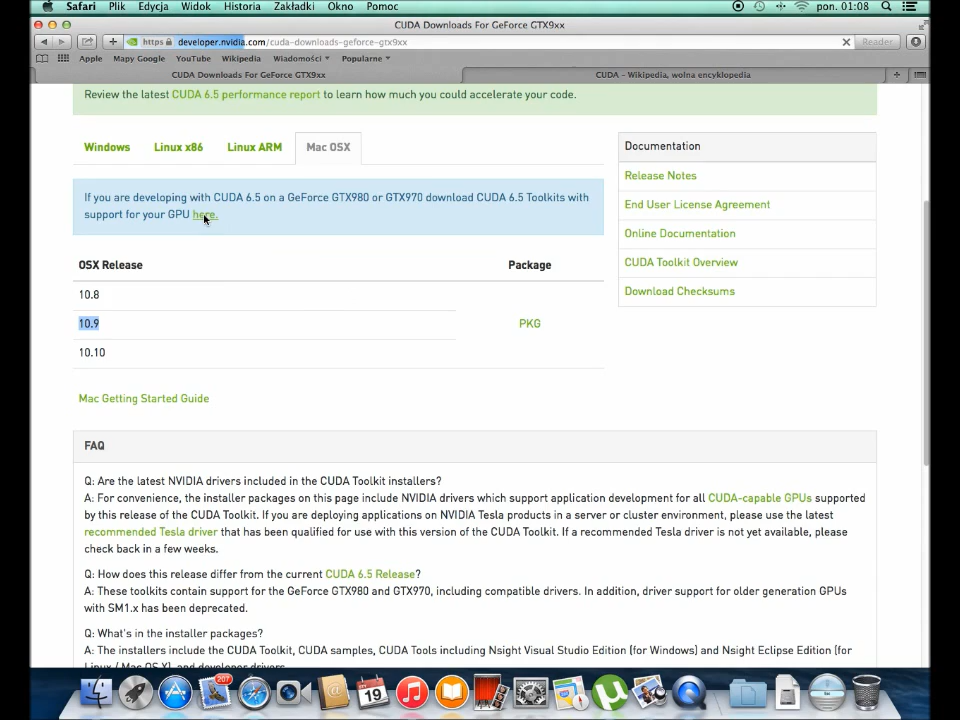 Safari Plik Edycja Widok Historia Zakładki Okno Pomoc pon. 01:08
CUDA Downloads For GeForce GTX9xx
https developer.nvidia.com/cuda-downloads-geforce-gtx9xx Reader
Apple Mapy Google YouTube Wikipedia Wiadomości Popularne
CUDA Downloads For GeForce GTX9xx CUDA – Wikipedia, wolna encyklopedia
Review the latest CUDA 6.5 performance report to learn how much you could accelerate your code.
Windows Linux x86 Linux ARM Mac OSX
If you are developing with CUDA 6.5 on a GeForce GTX980 or GTX970 download CUDA 6.5 Toolkits with
support for your GPU here.
OSX Release Package
10.8
10.9 PKG
10.10
Mac Getting Started Guide
Documentation
Release Notes
End User License Agreement
Online Documentation
CUDA Toolkit Overview
Download Checksums
FAQ
Q: Are the latest NVIDIA drivers included in the CUDA Toolkit installers?
A: For convenience, the installer packages on this page include NVIDIA drivers which support application development for all CUDA-capable GPUs supported
by this release of the CUDA Toolkit. If you are deploying applications on NVIDIA Tesla products in a server or cluster environment, please use the latest
recommended Tesla driver that has been qualified for use with this version of the CUDA Toolkit. If a recommended Tesla driver is not yet available, please
check back in a few weeks.
Q: How does this release differ from the current CUDA 6.5 Release?
A: These toolkits contain support for the GeForce GTX980 and GTX970, including compatible drivers. In addition, driver support for older generation GPUs
with SM1.x has been deprecated.
Q: What's in the installer packages?
A: The installers include the CUDA Toolkit, CUDA samples, CUDA Tools including Nsight Visual Studio Edition (for Windows) and Nsight Eclipse Edition (for
Linux / Mac OS X), and developer drivers.
207
19